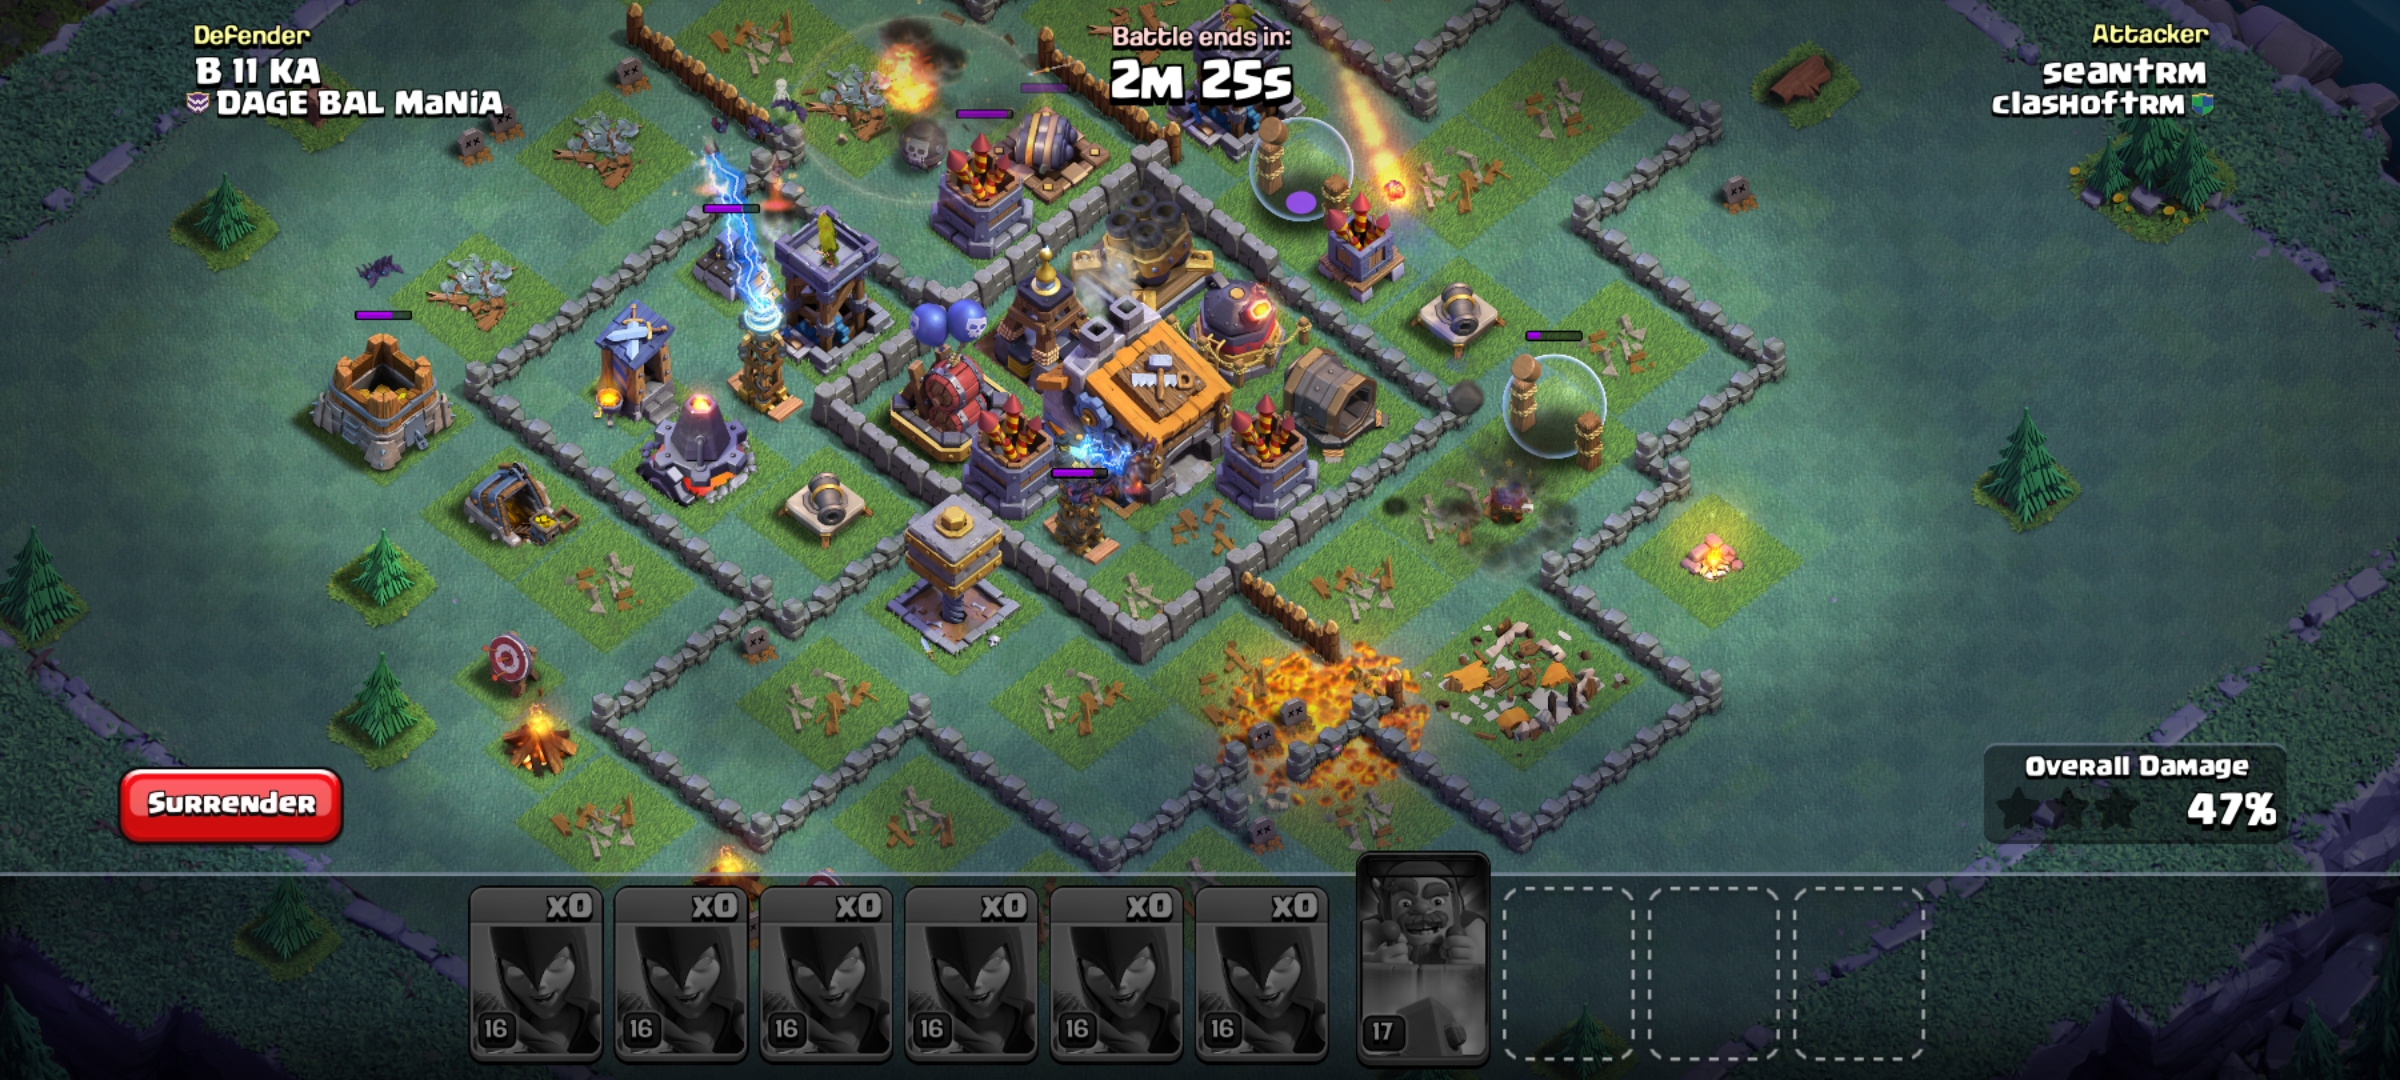 Defender
B 11 KA
DAGE BAL MaNiA
Battle ends in:
2M 25s
Attacker
seantRM
clashoftRM
Surrender
Overall Damage
47%
x0
x0
x0
x0
x0
x0
16
16
16
16
16
16
17